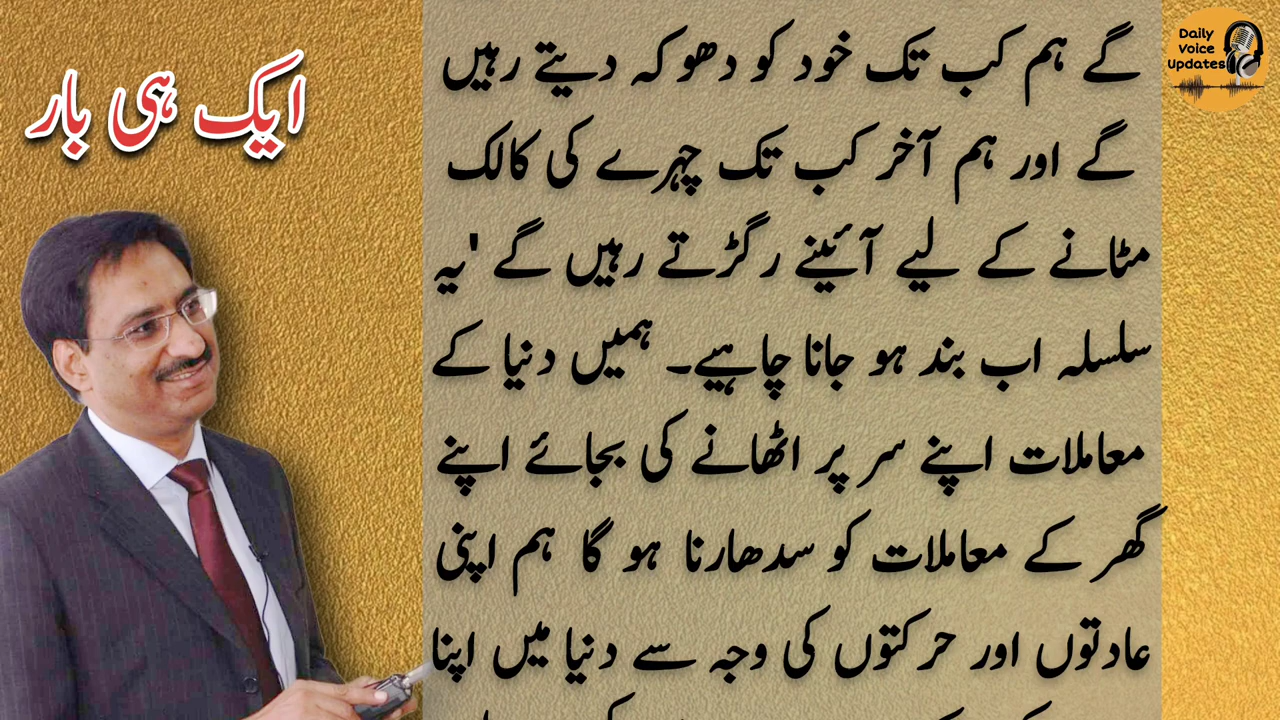 ایک ہی بار
گے ہم کب تک خود کو دھوکہ دیتے رہیں
گے اور ہم آخر کب تک چہرے کی کالک
مٹانے کے لیے آئینے رگڑتے رہیں گے 'یہ
سلسلہ اب بند ہو جانا چاہیے۔ ہمیں دنیا کے
معاملات اپنے سر پر اٹھانے کی بجائے اپنے
گھر کے معاملات کو سدھارنا ہو گا ہم اپنی
عادتوں اور حرکتوں کی وجہ سے دنیا میں اپنا
Daily
Voice
Updates